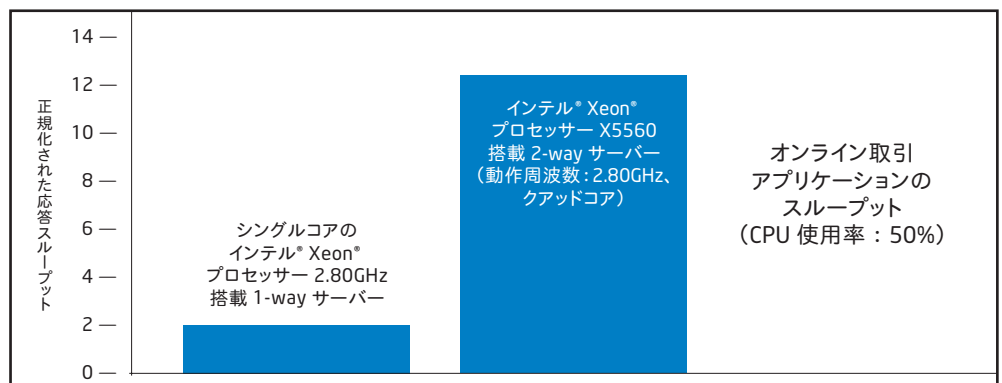 正規化された応答スループット
14
12
10
8
6
4
2
0
シングルコアの
インテル® Xeon®
プロセッサー 2.80GHz
搭載 1-way サーバー
インテル® Xeon®
プロセッサー X5560
搭載 2-way サーバー
(動作周波数:2.80GHz、
クアッドコア)
オンライン取引
アプリケーションの
スループット
(CPU 使用率:50%)